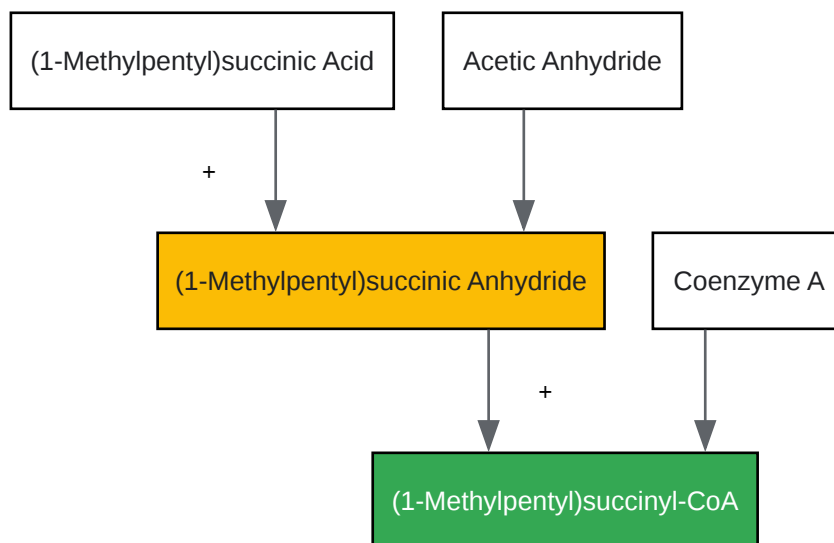 (1-Methylpentyl)succinic Acid
Acetic Anhydride
+
(1-Methylpentyl)succinic Anhydride
Coenzyme A
+
(1-Methylpentyl)succinyl-CoA